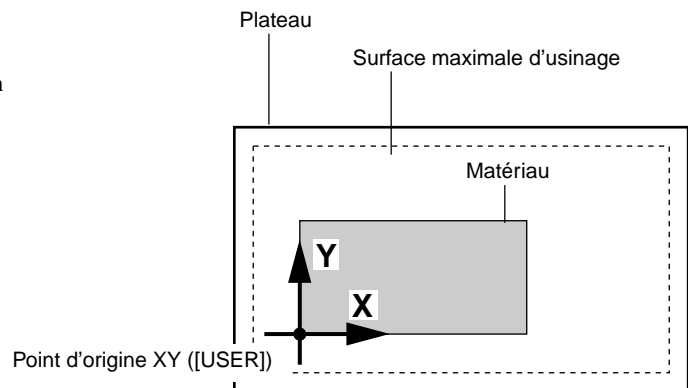 Plateau
Surface maximale d'usinage
Matériau
Y
X
Point d'origine XY ([USER])